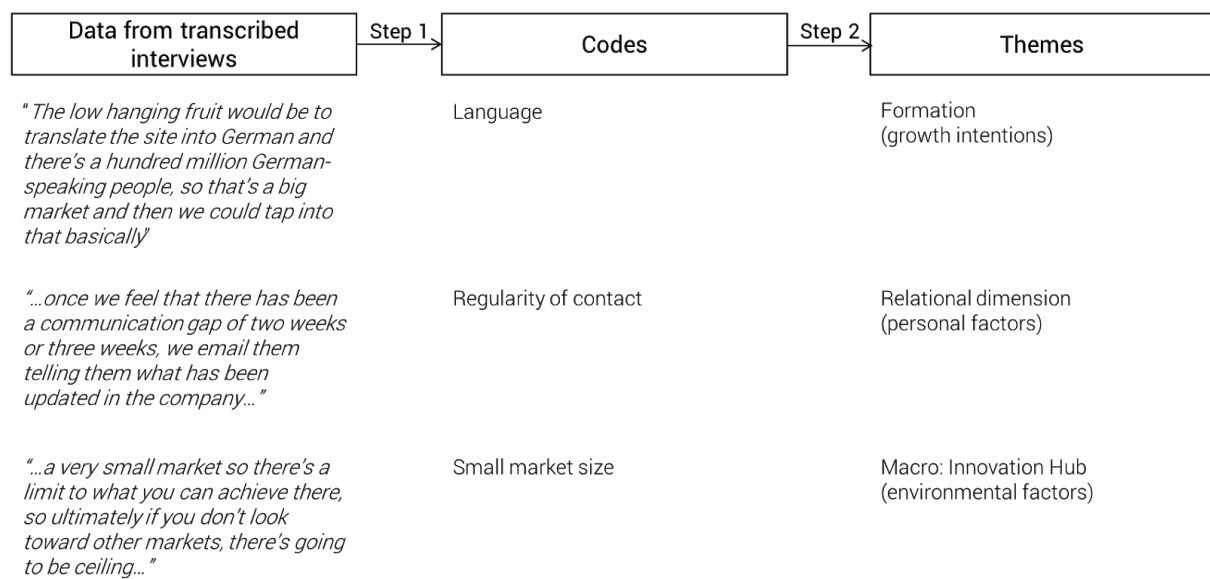 Data from transcribed
interviews
Step 1
Codes
Step 2
Themes
“The low hanging fruit would be to
translate the site into German and
there’s a hundred million German-
speaking people, so that’s a big
market and then we could tap into
that basically”
Language
Formation
(growth intentions)
“…once we feel that there has been
a communication gap of two weeks
or three weeks, we email them
telling them what has been
updated in the company…”
Regularity of contact
Relational dimension
(personal factors)
“…a very small market so there’s a
limit to what you can achieve there,
so ultimately if you don’t look
toward other markets, there’s going
to be ceiling…”
Small market size
Macro: Innovation Hub
(environmental factors)